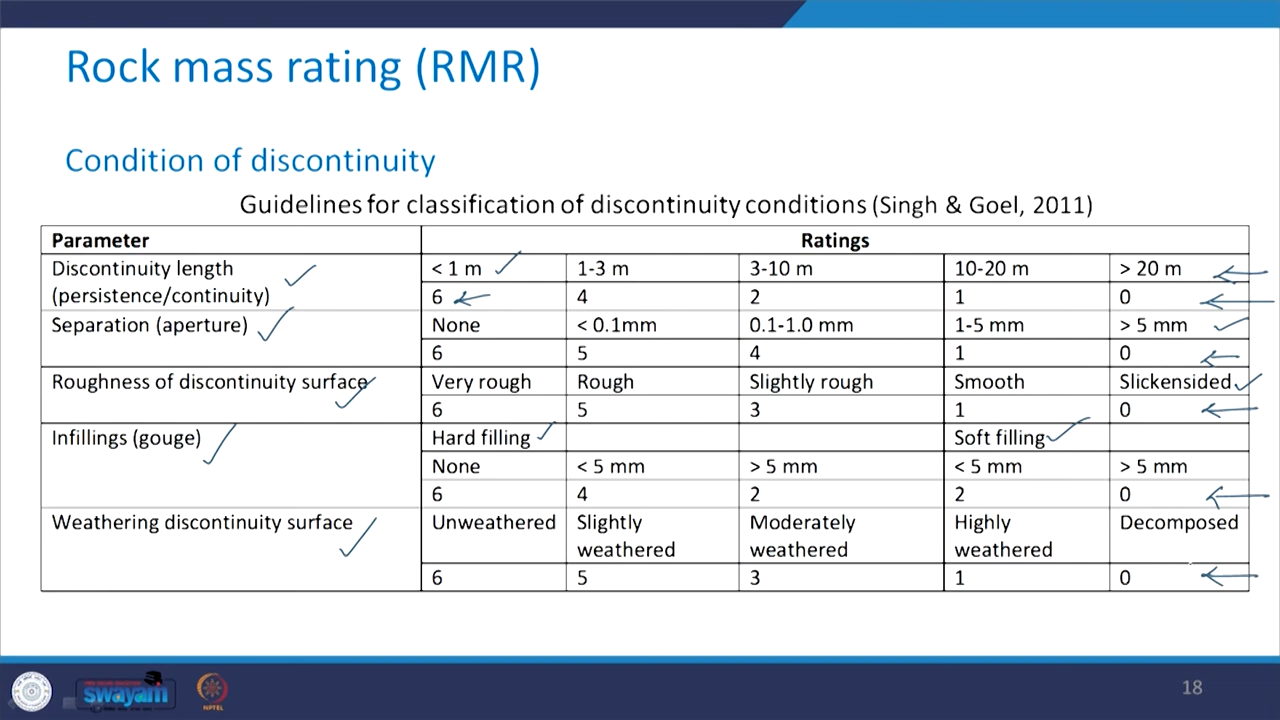 Rock mass rating (RMR)
Condition of discontinuity
Guidelines for classification of discontinuity conditions (Singh & Goel, 2011)
Parameter Ratings
Discontinuity length < 1 m 1-3 m 3-10 m 10-20 m > 20 m
(persistence/continuity) 6 4 2 1 0
Separation (aperture) None < 0.1mm 0.1-1.0 mm 1-5 mm > 5 mm
6 5 4 1 0
Roughness of discontinuity surface Very rough Rough Slightly rough Smooth Slickensided
6 5 3 1 0
Infillings (gouge) Hard filling Soft filling
None < 5 mm > 5 mm < 5 mm > 5 mm
6 4 2 2 0
Weathering discontinuity surface Unweathered Slightly Moderately Highly Decomposed
weathered weathered weathered
6 5 3 1 0
swayam
NPTEL
18